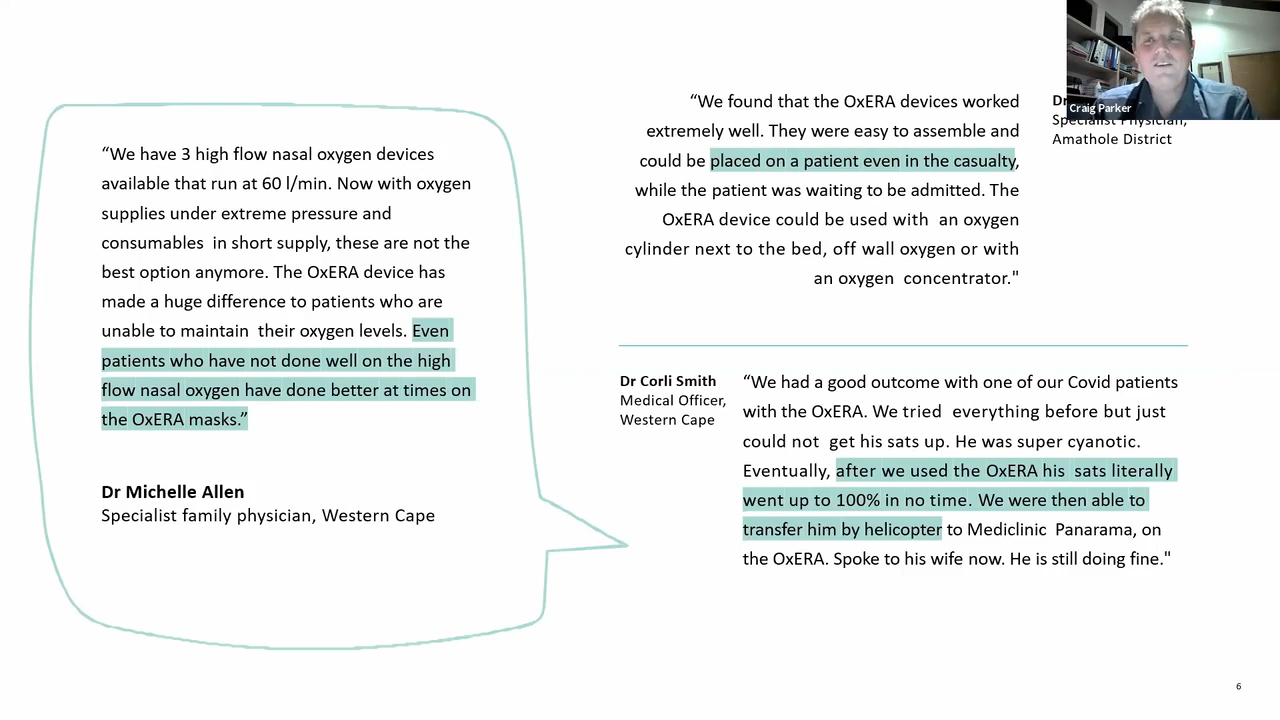 “We have 3 high flow nasal oxygen devices
available that run at 60 l/min. Now with oxygen
supplies under extreme pressure and
consumables in short supply, these are not the
best option anymore. The OxERA device has
made a huge difference to patients who are
unable to maintain their oxygen levels. Even
patients who have not done well on the high
flow nasal oxygen have done better at times on
the OxERA masks.”
Dr Michelle Allen
Specialist family physician, Western Cape
“We found that the OxERA devices worked
extremely well. They were easy to assemble and
could be placed on a patient even in the casualty,
while the patient was waiting to be admitted. The
OxERA device could be used with an oxygen
cylinder next to the bed, off wall oxygen or with
an oxygen concentrator."
Craig Parker
Dr
Specialist Physician,
Amathole District
Dr Corli Smith
Medical Officer,
Western Cape
“We had a good outcome with one of our Covid patients
with the OxERA. We tried everything before but just
could not get his sats up. He was super cyanotic.
Eventually, after we used the OxERA his sats literally
went up to 100% in no time. We were then able to
transfer him by helicopter to Mediclinic Panarama, on
the OxERA. Spoke to his wife now. He is still doing fine."
6